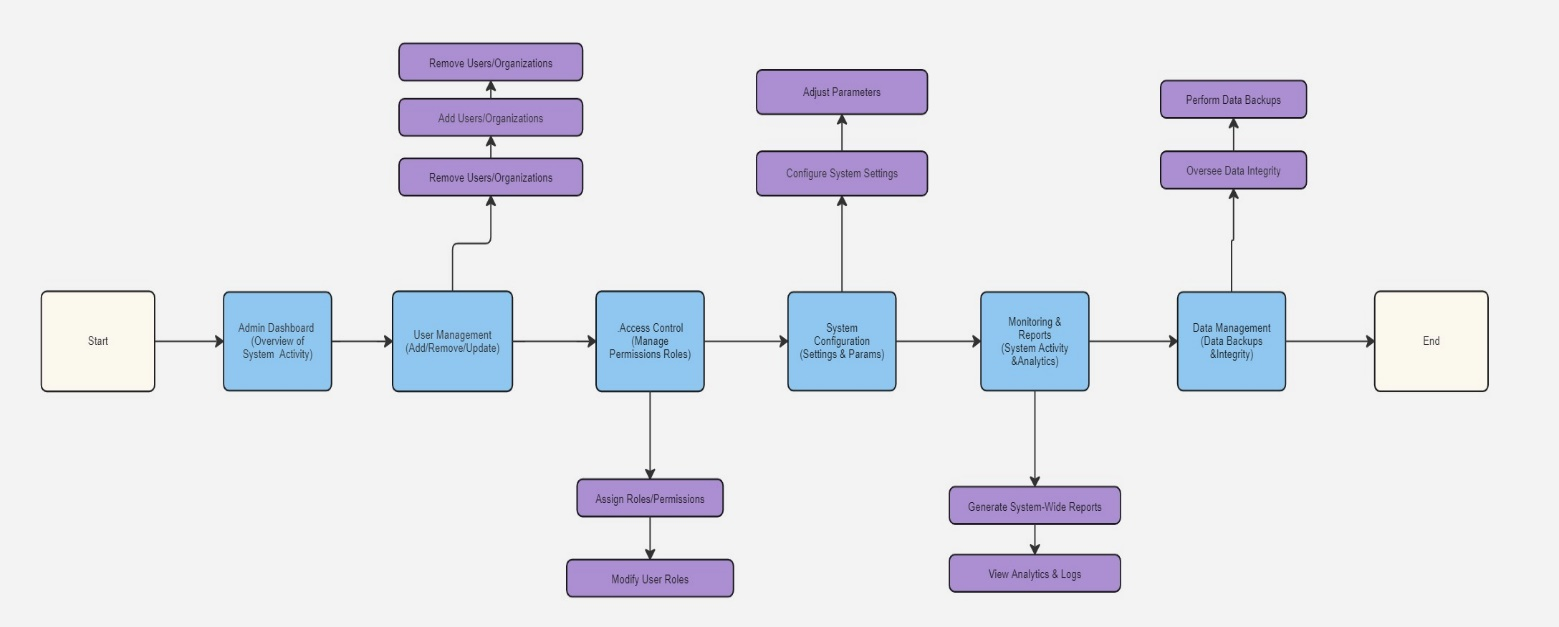 Remove Users/Organizations
Add Users/Organizations
Remove Users/Organizations
Adjust Parameters
Configure System Settings
Perform Data Backups
Oversee Data Integrity
Start
Admin Dashboard
(Overview of
System Activity)
User Management
(Add/Remove/Update)
.Access Control
(Manage
Permissions Roles)
System
Configuration
(Settings & Params)
Monitoring &
Reports
(System Activity
&Analytics)
Data Management
(Data Backups
&Integrity)
End
Assign Roles/Permissions
Modify User Roles
Generate System-Wide Reports
View Analytics & Logs